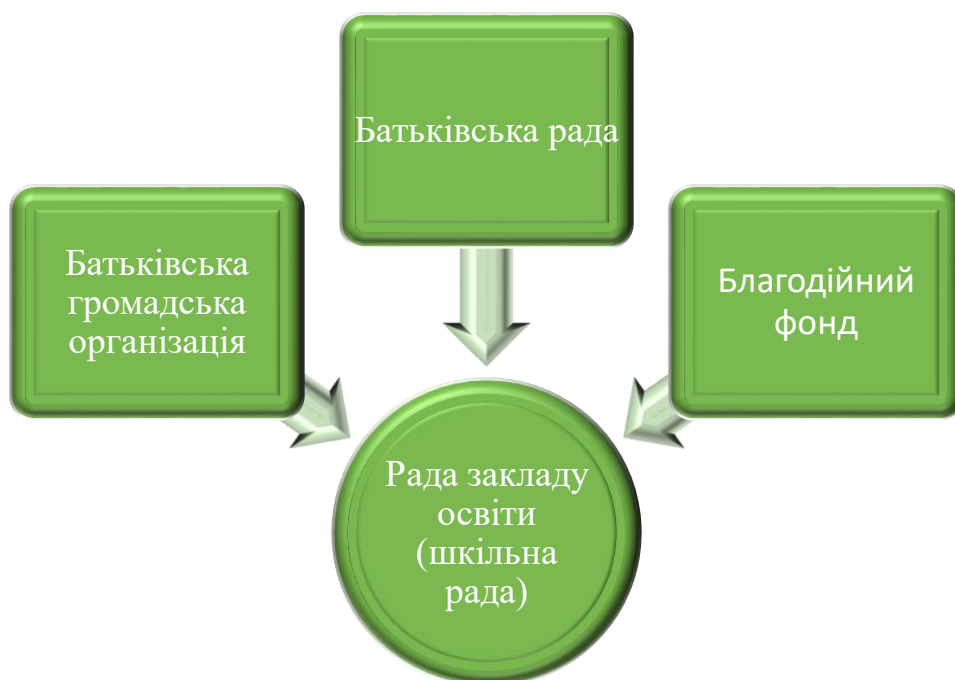 Батьківська рада
Батьківська
громадська
організація
Благодійний
фонд
Рада закладу
освіти
(шкільна
рада)